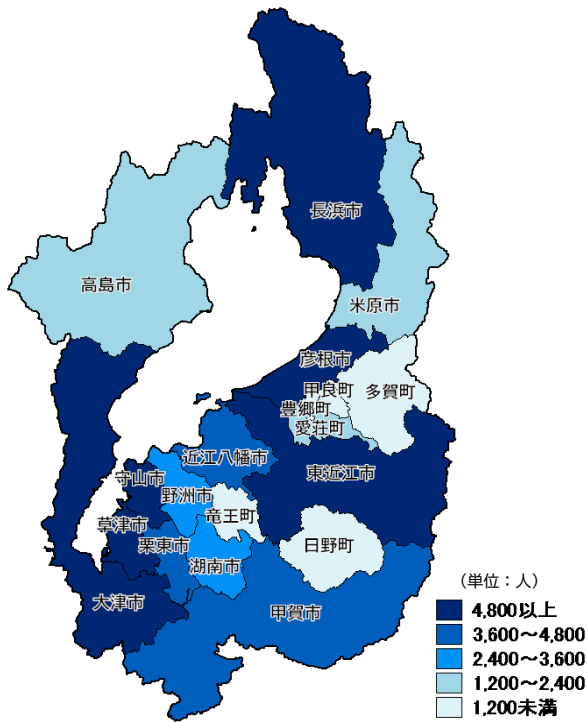 長浜市
高島市
米原市
彦根市
甲良町
多賀町
豊郷町
愛荘町
近江八幡市
東近江市
守山市
野洲市
竜王町
草津市
栗東市
日野町
湖南市
大津市
甲賀市
(単位：人)
4,800以上
3,600～4,800
2,400～3,600
1,200～2,400
1,200未満